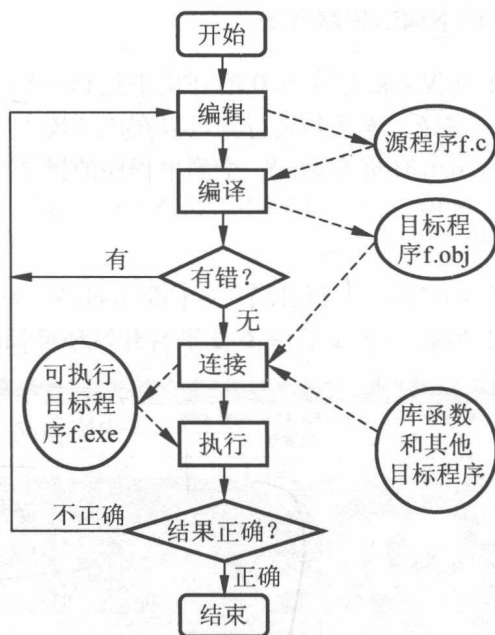 开始
编辑
源程序f.c
编译
目标程
序f.obj
有
有错?
无
可执行
目标程
序f.exe
连接
库函数
和其他
目标程序
执行
不正确
结果正确?
正确
结束